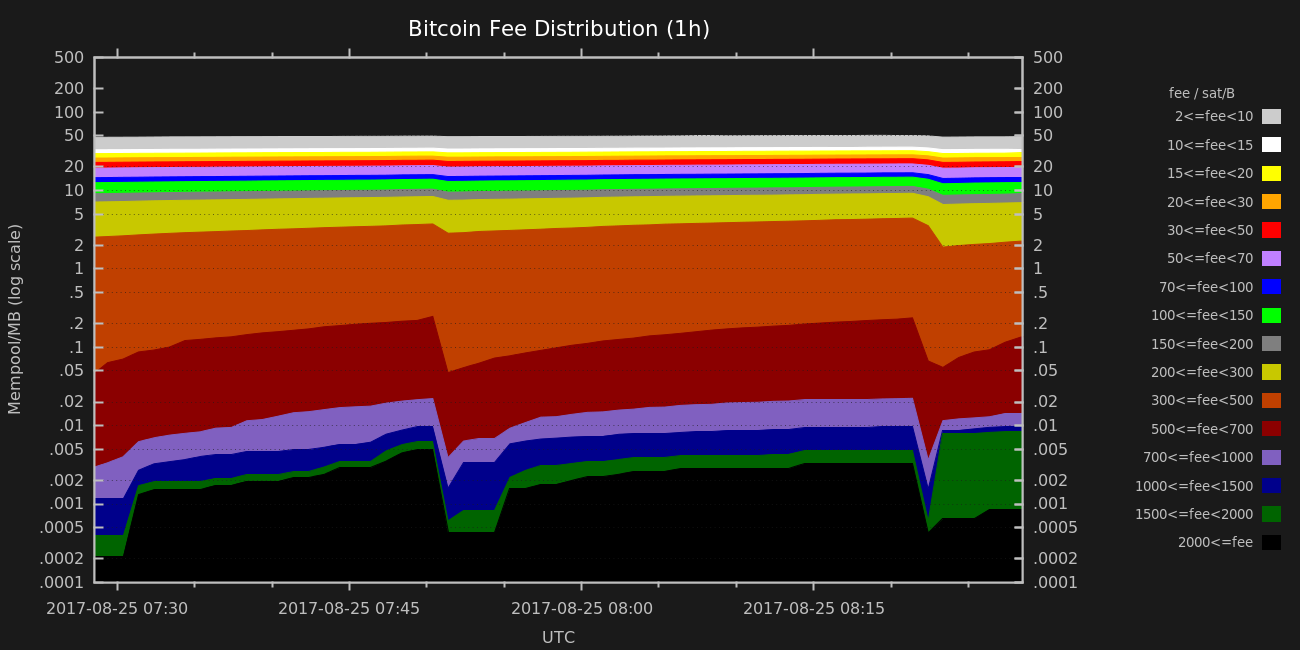 Bitcoin Fee Distribution (1h)
500
200
100
50
20
10
5
2
1
.5
.2
.1
.05
.02
.01
.005
.002
.001
.0005
.0002
.0001
Mempool/MB (log scale)
500
200
100
50
20
10
5
2
1
.5
.2
.1
.05
.02
.01
.005
.002
.001
.0005
.0002
.0001
fee / sat/B
2<=fee<10
10<=fee<15
15<=fee<20
20<=fee<30
30<=fee<50
50<=fee<70
70<=fee<100
100<=fee<150
150<=fee<200
200<=fee<300
300<=fee<500
500<=fee<700
700<=fee<1000
1000<=fee<1500
1500<=fee<2000
2000<=fee
2017-08-25 07:30 2017-08-25 07:45 2017-08-25 08:00 2017-08-25 08:15
UTC